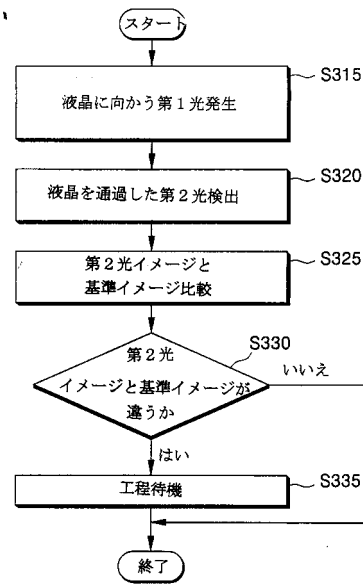 スタート
液晶に向かう第1光発生
S315
液晶を通過した第2光検出
S320
第2光イメージと
基準イメージ比較
S325
第2光
イメージと基準イメージが
違うか
S330
いいえ
はい
工程待機
S335
終了